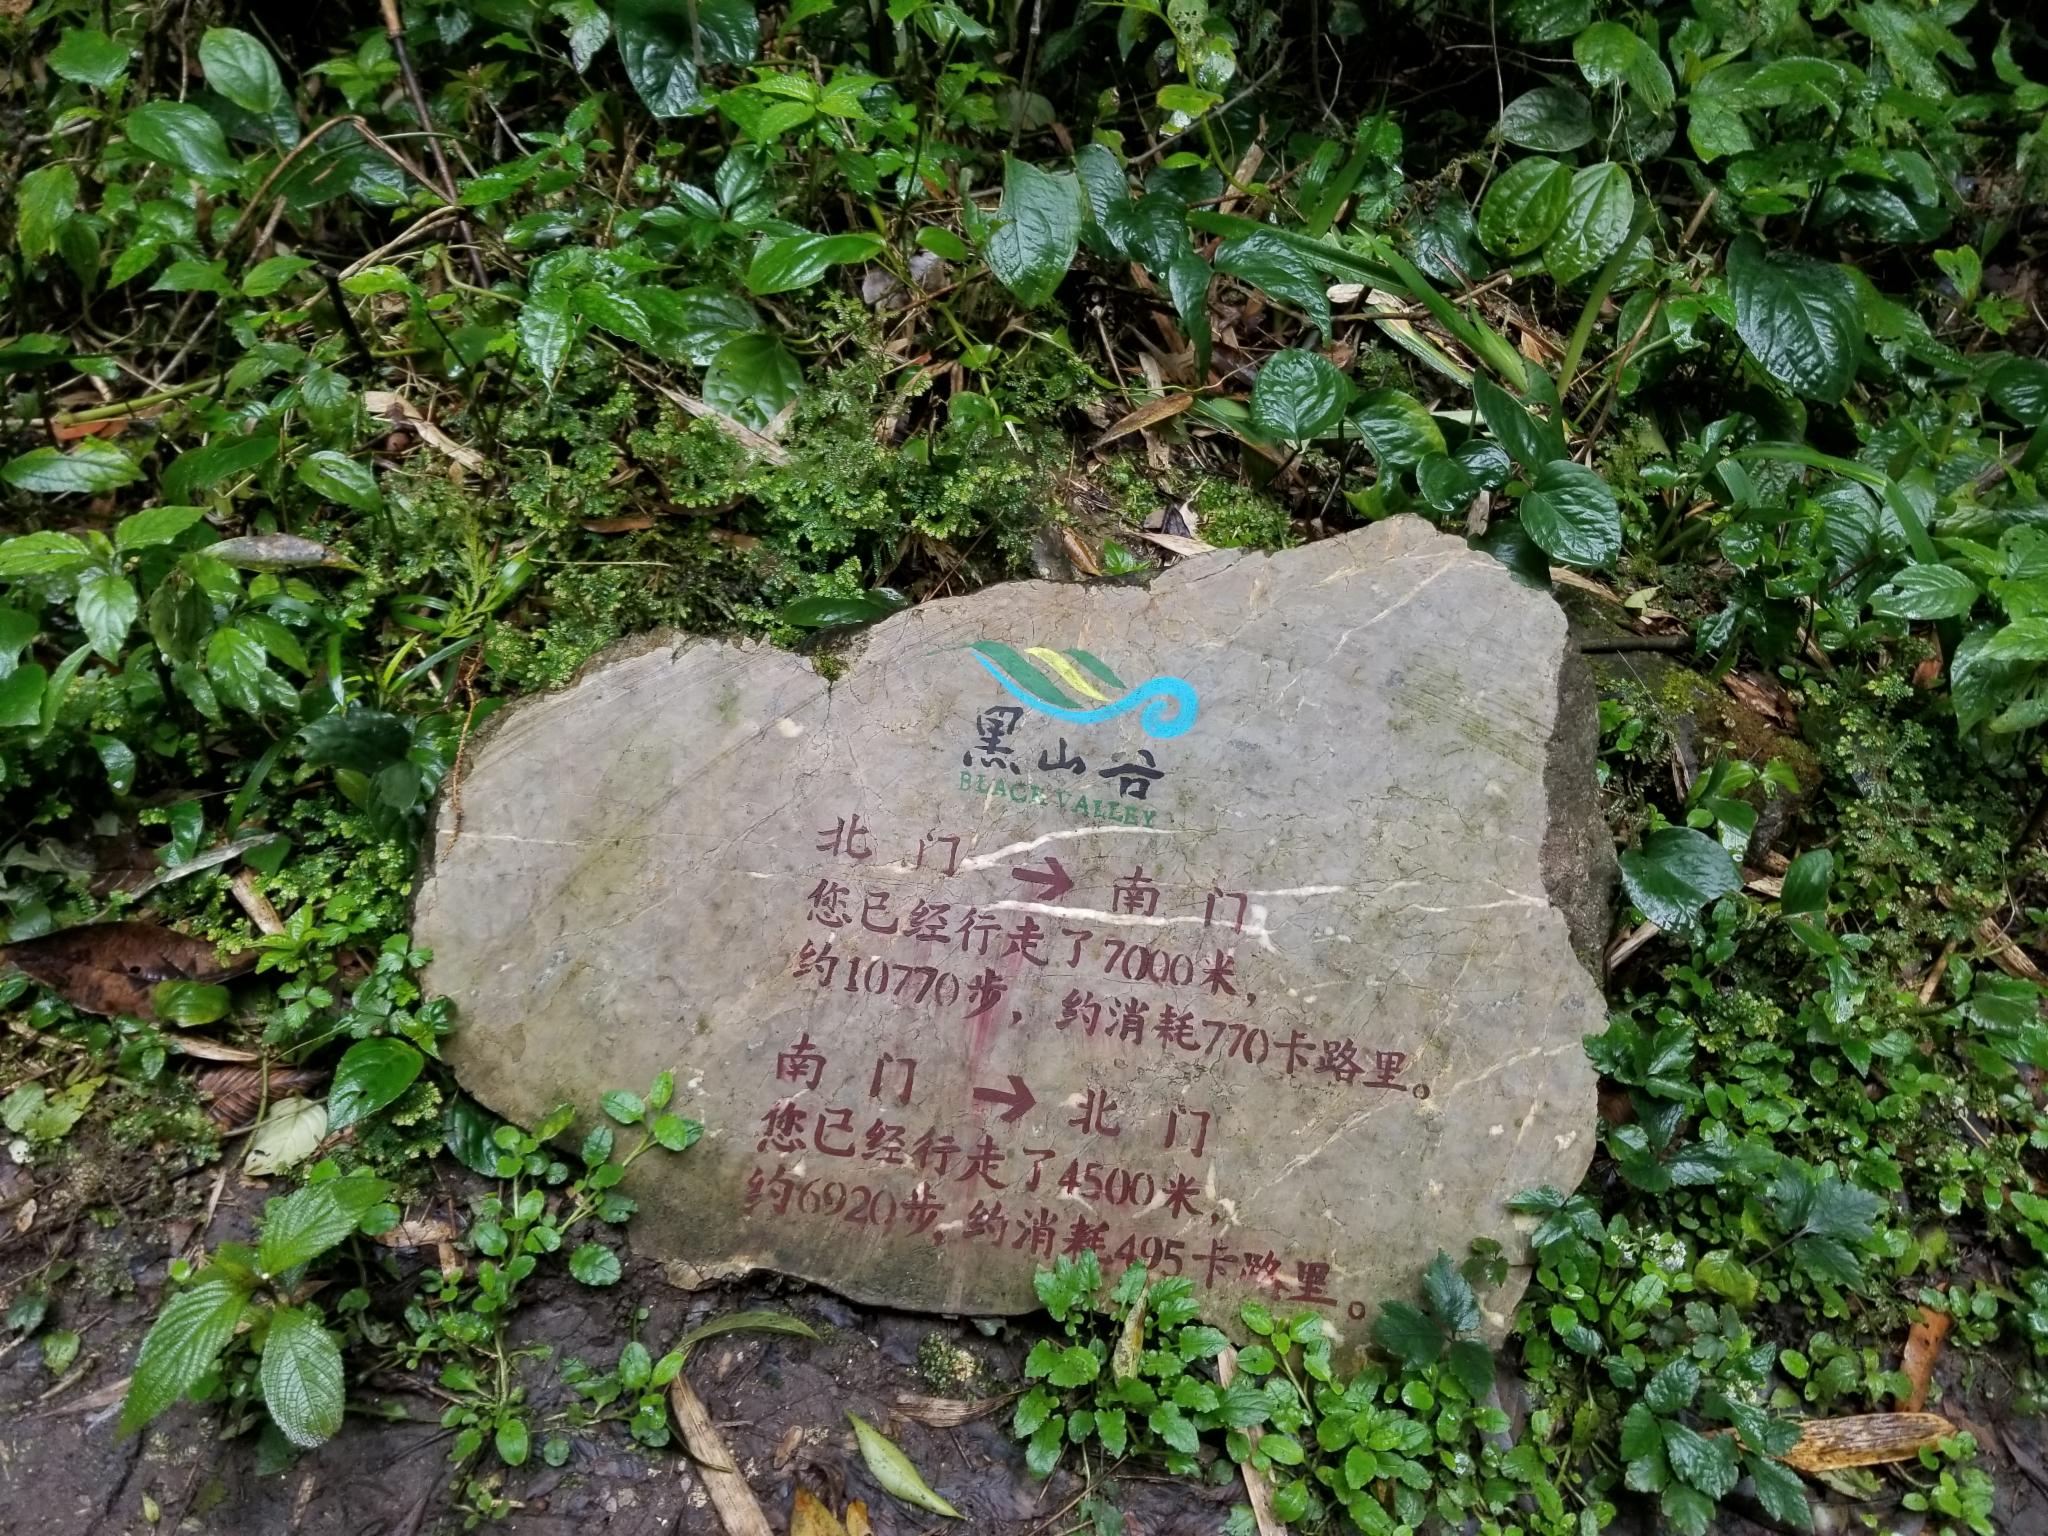 黑山谷
BLACK VALLEY
北门 → 南门
您已经行走了7000米,
约10770步, 约消耗770卡路里。
南门 → 北门
您已经行走了4500米,
约6920步, 约消耗495卡路里。